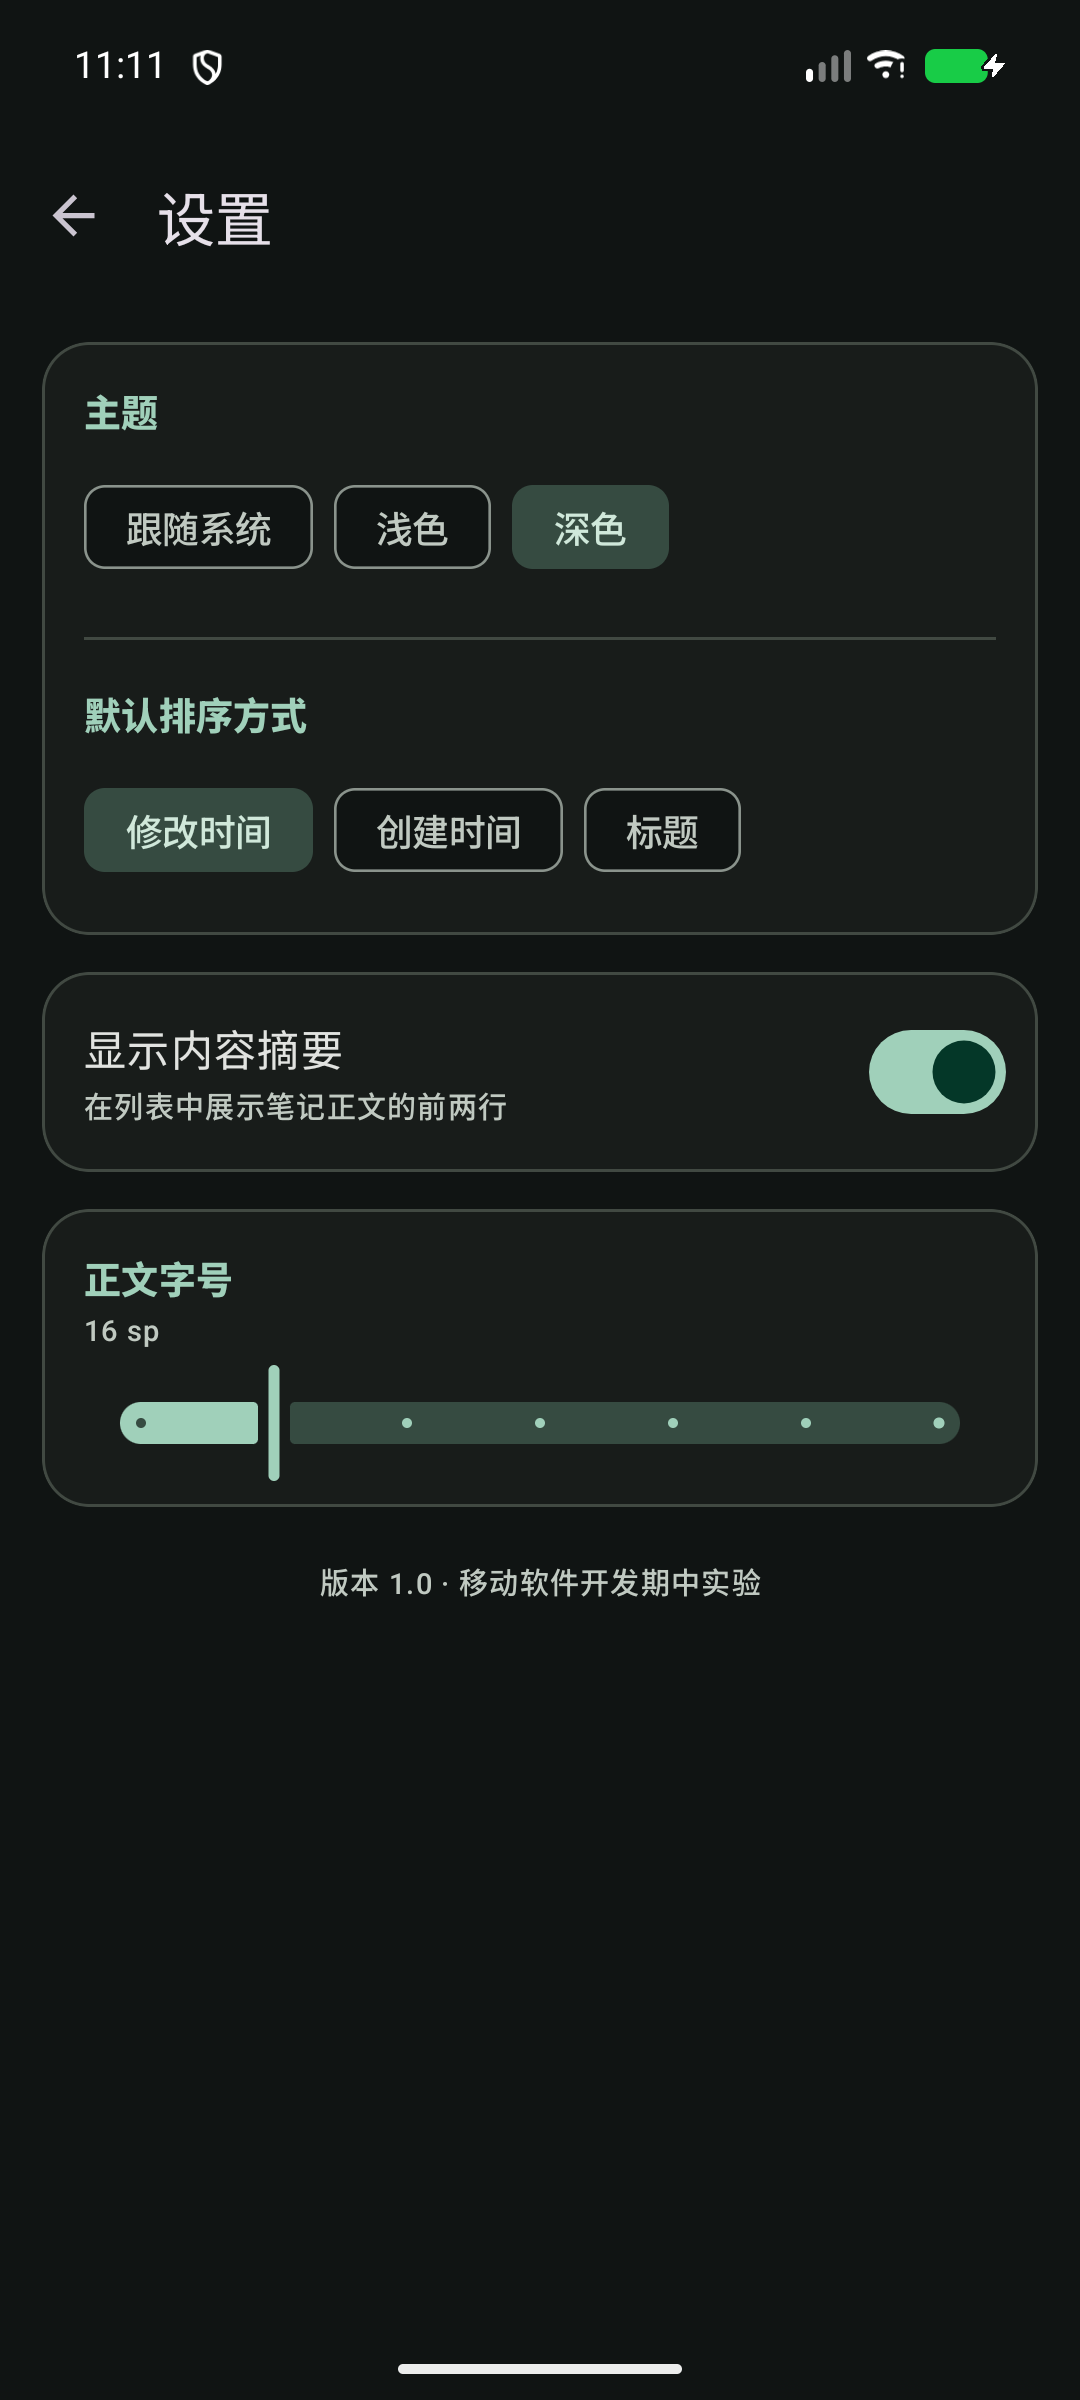 11:11
设置
主题
跟随系统 浅色 深色
默认排序方式
修改时间 创建时间 标题
显示内容摘要
在列表中展示笔记正文的前两行
正文字号
16 sp
版本 1.0 · 移动软件开发期中实验